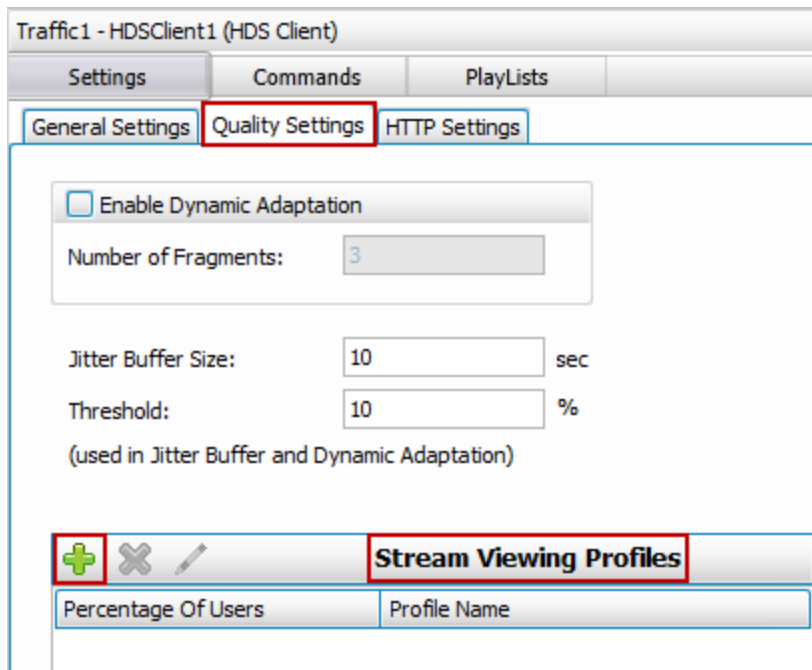 Traffic1 - HDSClient1 (HDS Client)
Settings Commands PlayLists
General Settings Quality Settings HTTP Settings
Enable Dynamic Adaptation
Number of Fragments: 3
Jitter Buffer Size: 10 sec
Threshold: 10 %
(used in Jitter Buffer and Dynamic Adaptation)
Stream Viewing Profiles
Percentage Of Users Profile Name